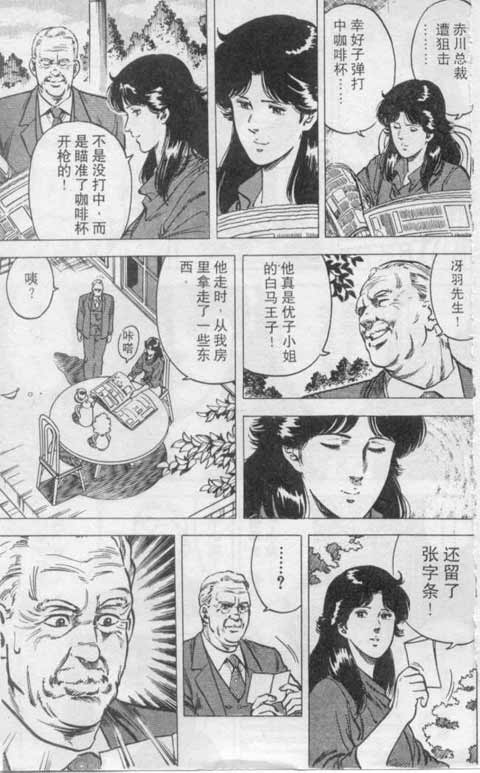 赤川总裁
遭狙击
………
幸好子弹打
中咖啡杯
……
不是没打中，而
是瞄准了咖啡杯
开枪的！
冴羽先生！
他真是优子小姐
的白马王子！
他走时，从我房
里拿走了一些东
西．
咔嗒
咦？
还留了
张字条！
……？